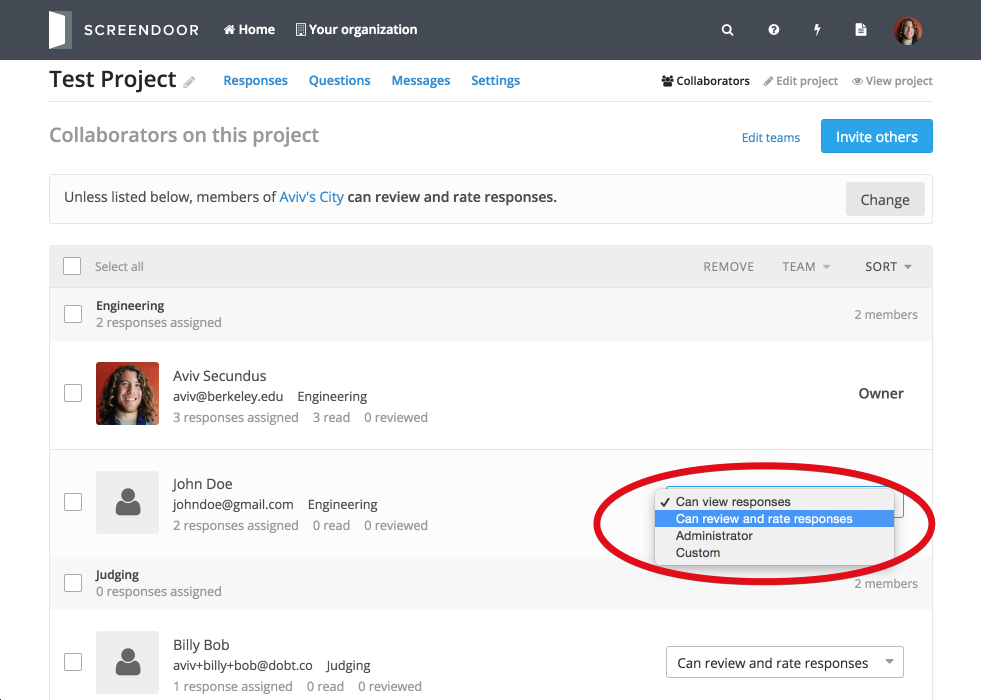 SCREENDOOR Home Your organization
Test Project Responses Questions Messages Settings Collaborators Edit project View project
Collaborators on this project Edit teams Invite others
Unless listed below, members of Aviv's City can review and rate responses. Change
Select all REMOVE TEAM SORT
Engineering
2 responses assigned 2 members
Aviv Secundus
aviv@berkeley.edu Engineering Owner
3 responses assigned 3 read 0 reviewed
John Doe
johndoe@gmail.com Engineering
2 responses assigned 0 read 0 reviewed
✓ Can view responses
Can review and rate responses
Administrator
Custom
Judging
0 responses assigned 2 members
Billy Bob
aviv+billy+bob@dobt.co Judging Can review and rate responses
1 response assigned 0 read 0 reviewed